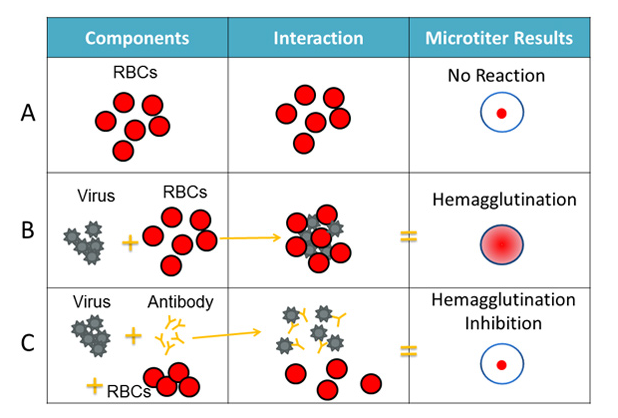 Components Interaction Microtiter Results
A
RBCs
No Reaction
B
Virus
RBCs
Hemagglutination
C
Virus
Antibody
RBCs
Hemagglutination
Inhibition